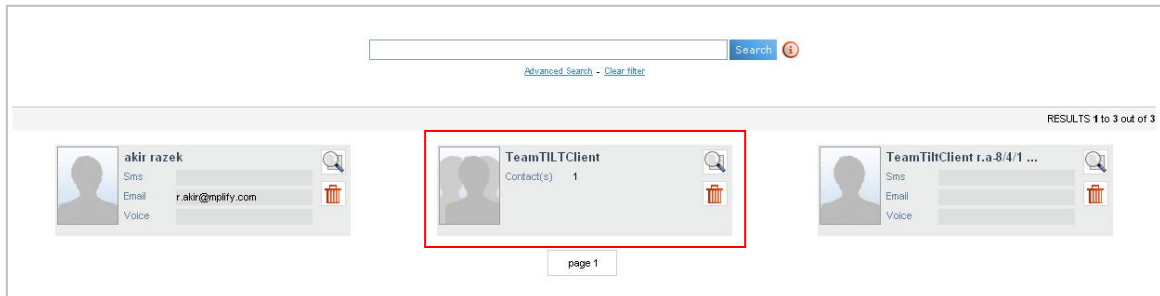 Search
Advanced Search - Clear filter
RESULTS 1 to 3 out of 3
akir razek
Sms
Email r.akir@mplify.com
Voice
TeamTILTClient
Contact(s) 1
TeamTiltClient r.a-8/4/1 ...
Sms
Email
Voice
page 1